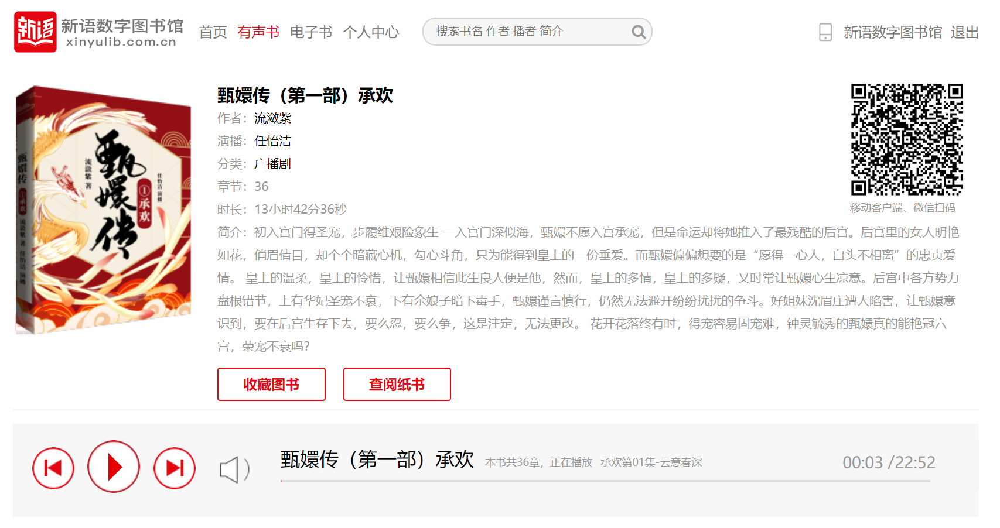 新语 新语数字图书馆
xinyulib.com.cn
首页 有声书 电子书 个人中心
搜索书名 作者 播者 简介
新语数字图书馆 退出
甄嬛传（第一部）承欢
作者：流潋紫
演播：任怡洁
分类：广播剧
章节：36
时长：13小时42分36秒
简介：初入宫门得圣宠，步履维艰险象生 一入宫门深似海，甄嬛不愿入宫承宠，但是命运却将她推入了最残酷的后宫。后宫里的女人明艳
如花，俏眉倩目，却个个暗藏心机，勾心斗角，只为能得到皇上的一份垂爱。而甄嬛偏偏想要的是“愿得一心人，白头不相离”的忠贞爱
情。 皇上的温柔，皇上的怜惜，让甄嬛相信此生良人便是他，然而，皇上的多情，皇上的多疑，又时常让甄嬛心生凉意。后宫中各方势力
盘根错节，上有华妃圣宠不衰，下有余娘子暗下毒手，甄嬛谨言慎行，仍然无法避开纷纷扰扰的争斗。好姐妹沈眉庄遭人陷害，让甄嬛意
识到，要在后宫生存下去，要么忍，要么争，这是注定，无法更改。 花开花落终有时，得宠容易固宠难，钟灵毓秀的甄嬛真的能艳冠六
宫，荣宠不衰吗?
移动客户端、微信扫码
甄嬛传
①承欢
流潋紫 著
任怡洁 演播
甄嬛传 ①承欢 流潋紫 著 任怡洁 演播
收藏图书
查阅纸书
甄嬛传（第一部）承欢 本书共36章，正在播放 承欢第01集-云意春深
00:03 /22:52